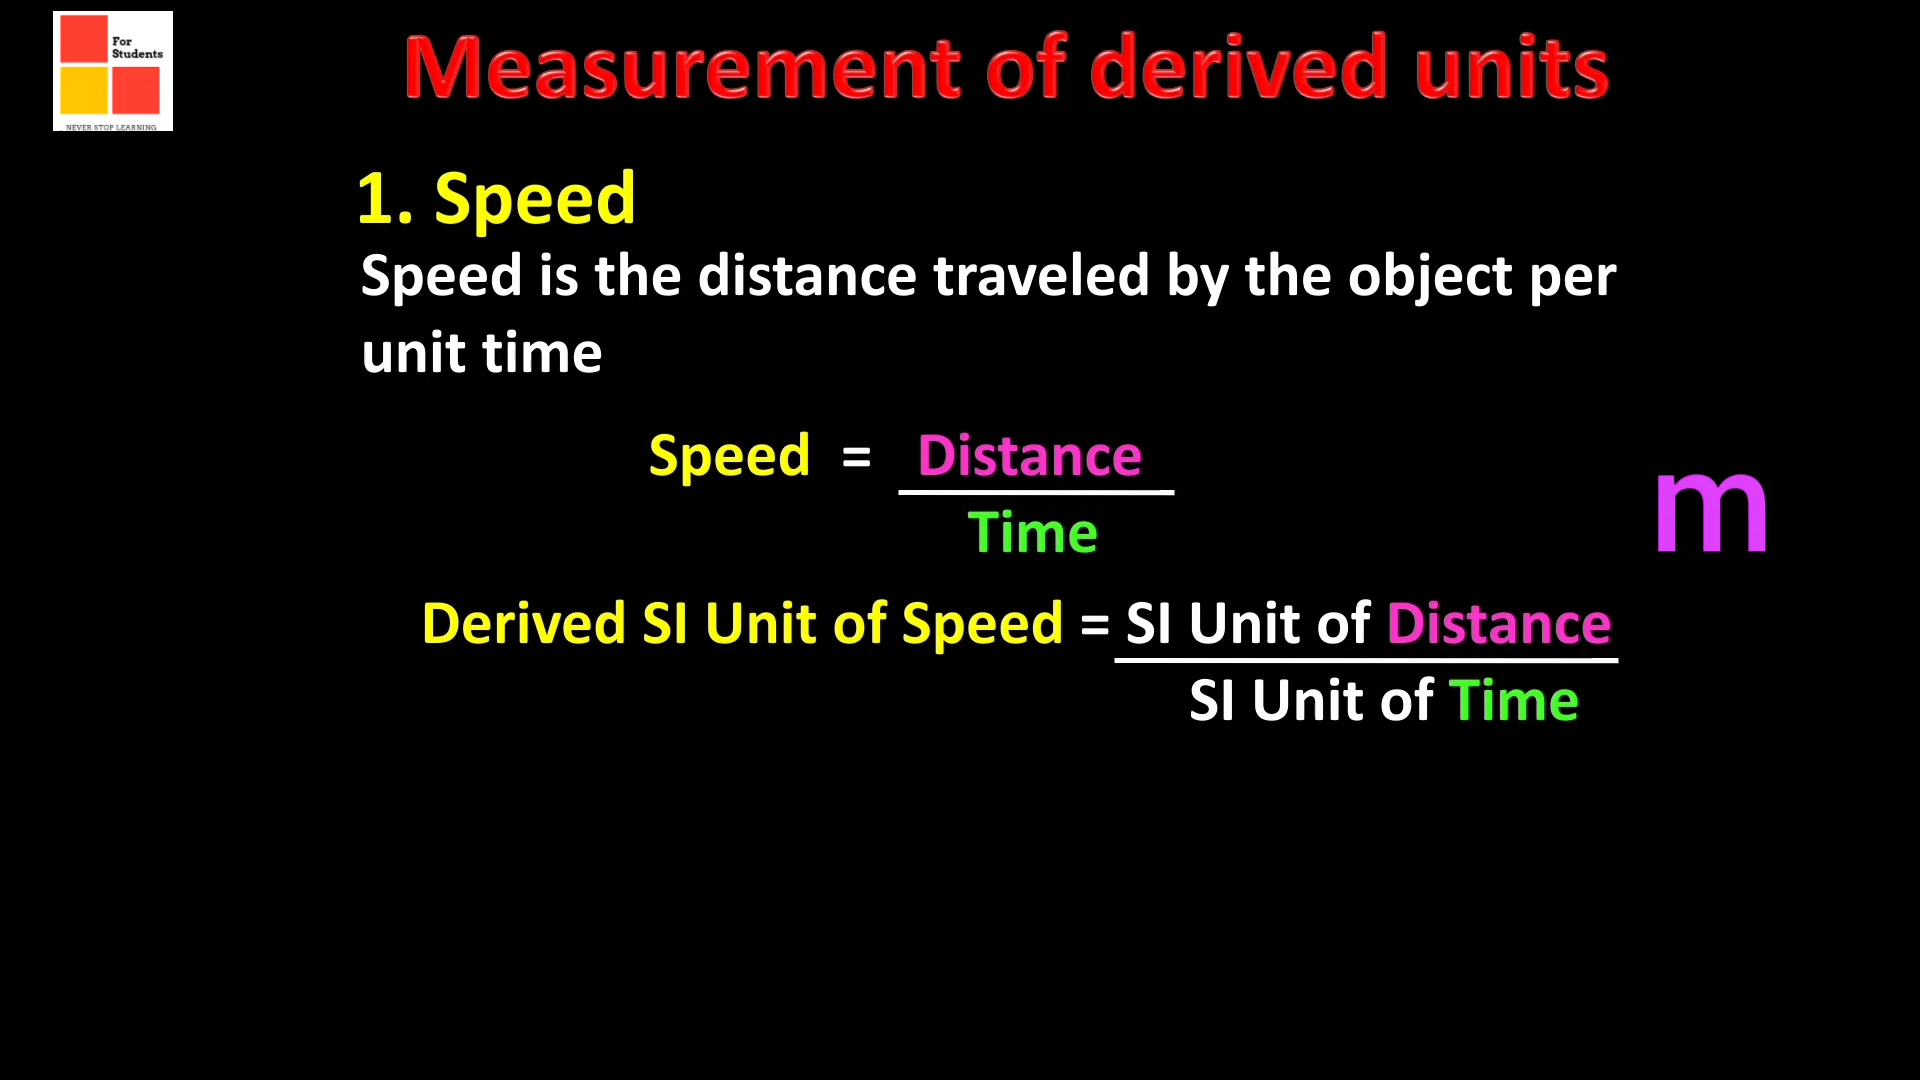 For
Students
NEVER STOP LEARNING
Measurement of derived units
1. Speed
Speed is the distance traveled by the object per
unit time
Speed = Distance
Time
m
Derived SI Unit of Speed = SI Unit of Distance
SI Unit of Time